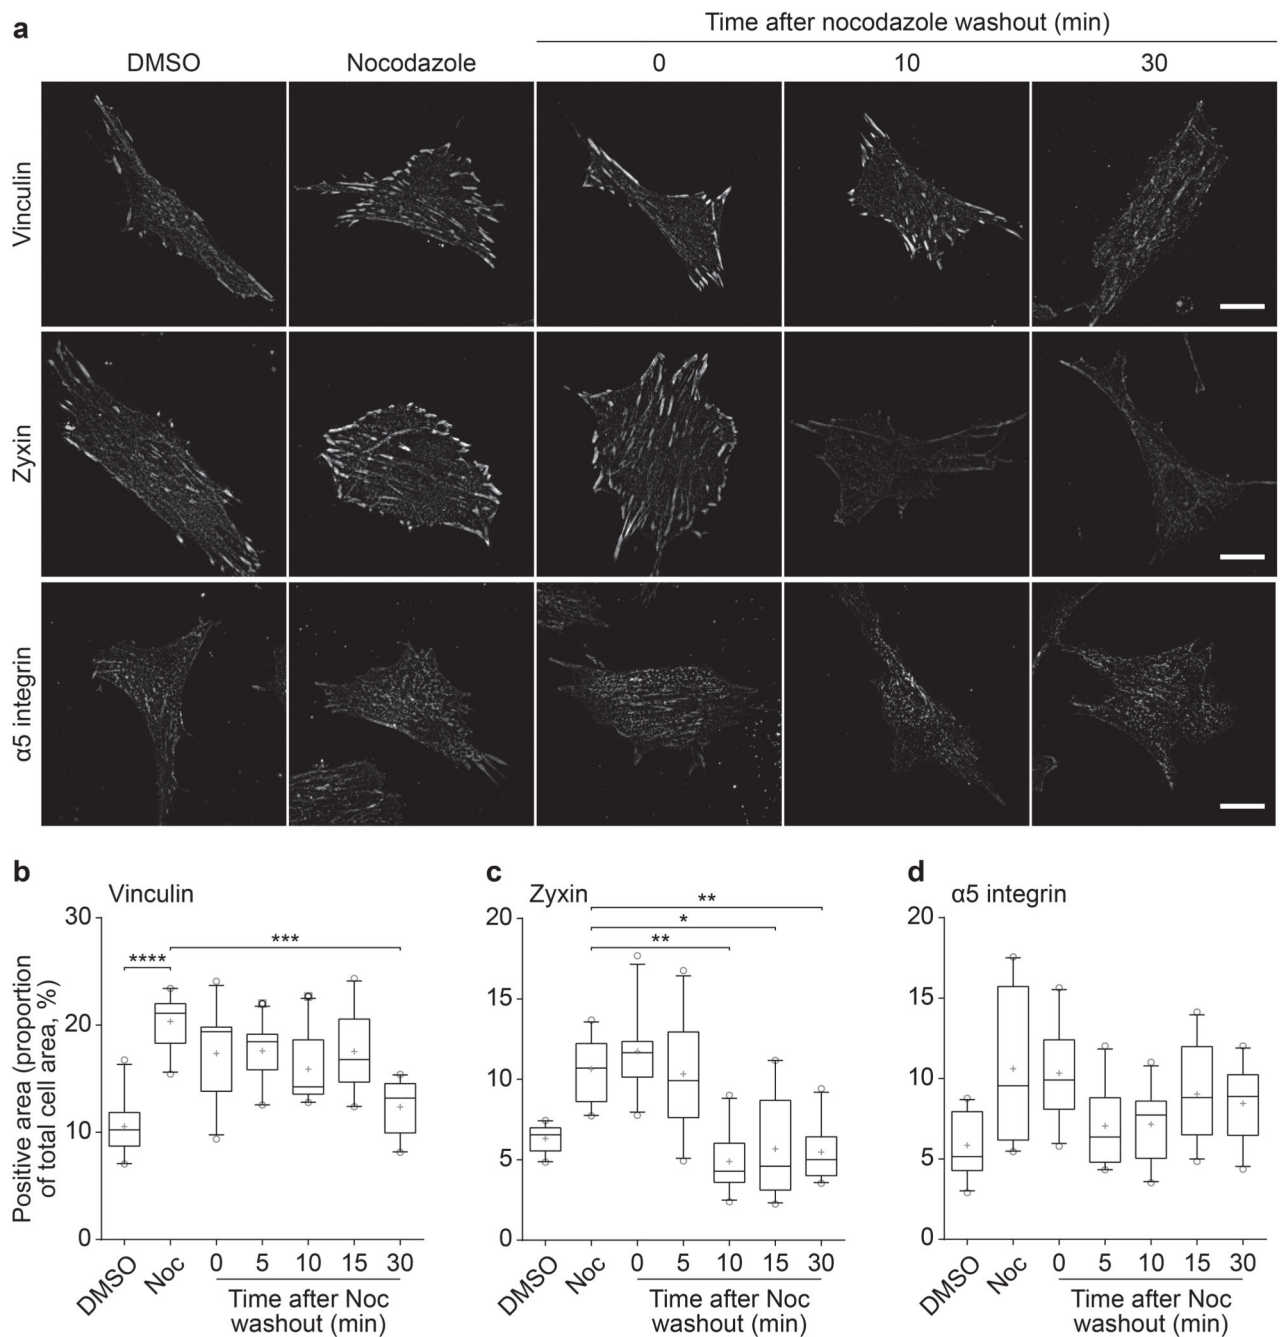 a
Time after nocodazole washout (min)
DMSO Nocodazole 0 10 30
Vinculin
Zyxin
α5 integrin
b
Vinculin
Positive area (proportion
of total cell area, %)
30
20
10
0
****
***
DMSO Noc 0 5 10 15 30
Time after Noc
washout (min)
c
Zyxin
20
15
10
5
0
**
*
**
DMSO Noc 0 5 10 15 30
Time after Noc
washout (min)
d
α5 integrin
20
15
10
5
0
DMSO Noc 0 5 10 15 30
Time after Noc
washout (min)